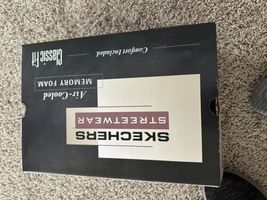 SKECHERS
STREETWEAR
Air-Cooled
MEMORY FOAM
Comfort Included
Classic Fit